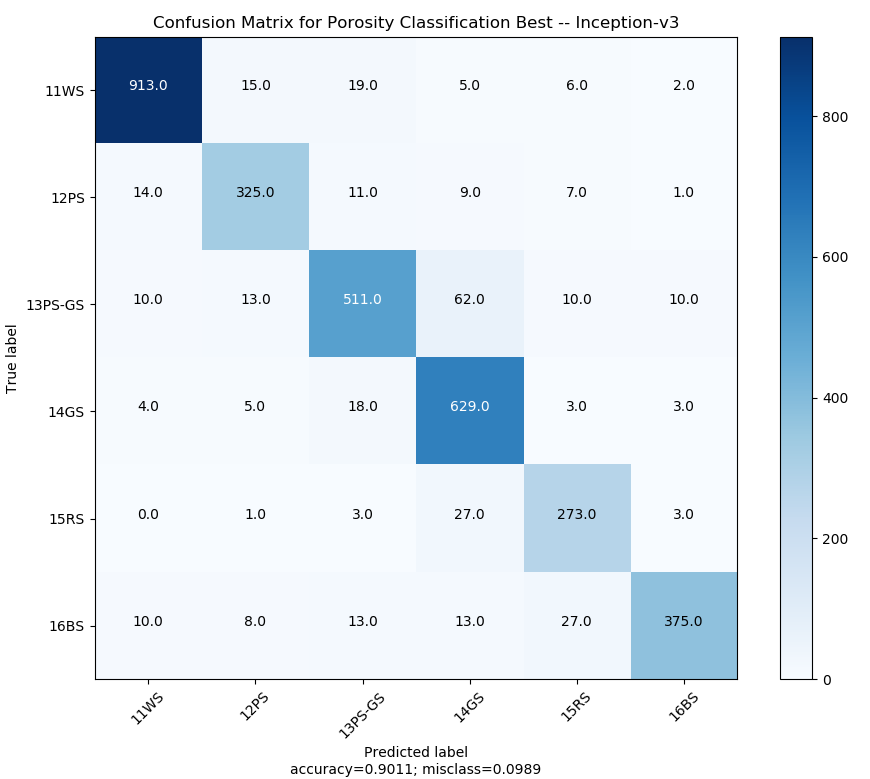 Confusion Matrix for Porosity Classification Best -- Inception-v3
11WS 913.0 15.0 19.0 5.0 6.0 2.0
12PS 14.0 325.0 11.0 9.0 7.0 1.0
13PS-GS 10.0 13.0 511.0 62.0 10.0 10.0
14GS 4.0 5.0 18.0 629.0 3.0 3.0
15RS 0.0 1.0 3.0 27.0 273.0 3.0
16BS 10.0 8.0 13.0 13.0 27.0 375.0
11WS 12PS 13PS-GS 14GS 15RS 16BS
True label
Predicted label
accuracy=0.9011; misclass=0.0989
800
600
400
200
0